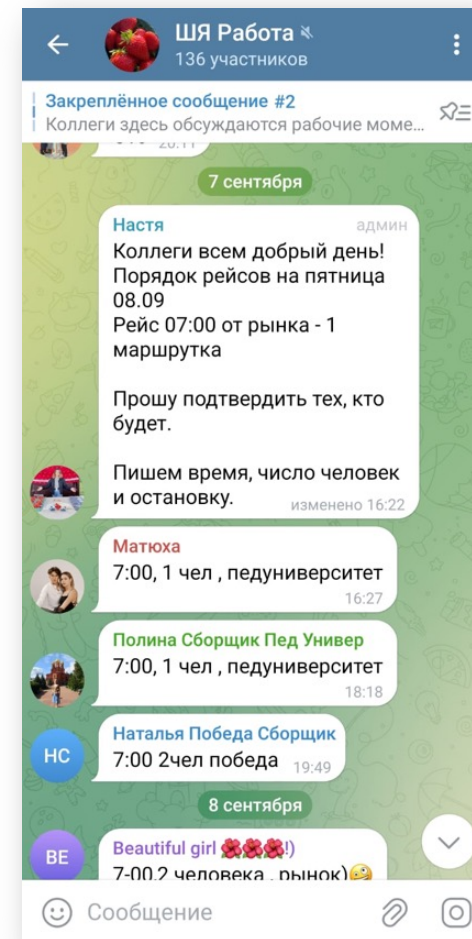 ШЯ Работа
136 участников
Закреплённое сообщение #2
Коллеги здесь обсуждаются рабочие моме...
20:11
7 сентября
Настя админ
Коллеги всем добрый день!
Порядок рейсов на пятница
08.09
Рейс 07:00 от рынка - 1
маршрутка
Прошу подтвердить тех, кто
будет.
Пишем время, число человек
и остановку. изменено 16:22
Матюха
7:00, 1 чел , педуниверситет
16:27
Полина Сборщик Пед Универ
7:00, 1 чел , педуниверситет
18:18
Наталья Победа Сборщик
НС
7:00 2чел победа 19:49
8 сентября
BE
Beautiful girl 🌺🌺🌺!)
7-00,2 человека , рынок)🤪
Сообщение